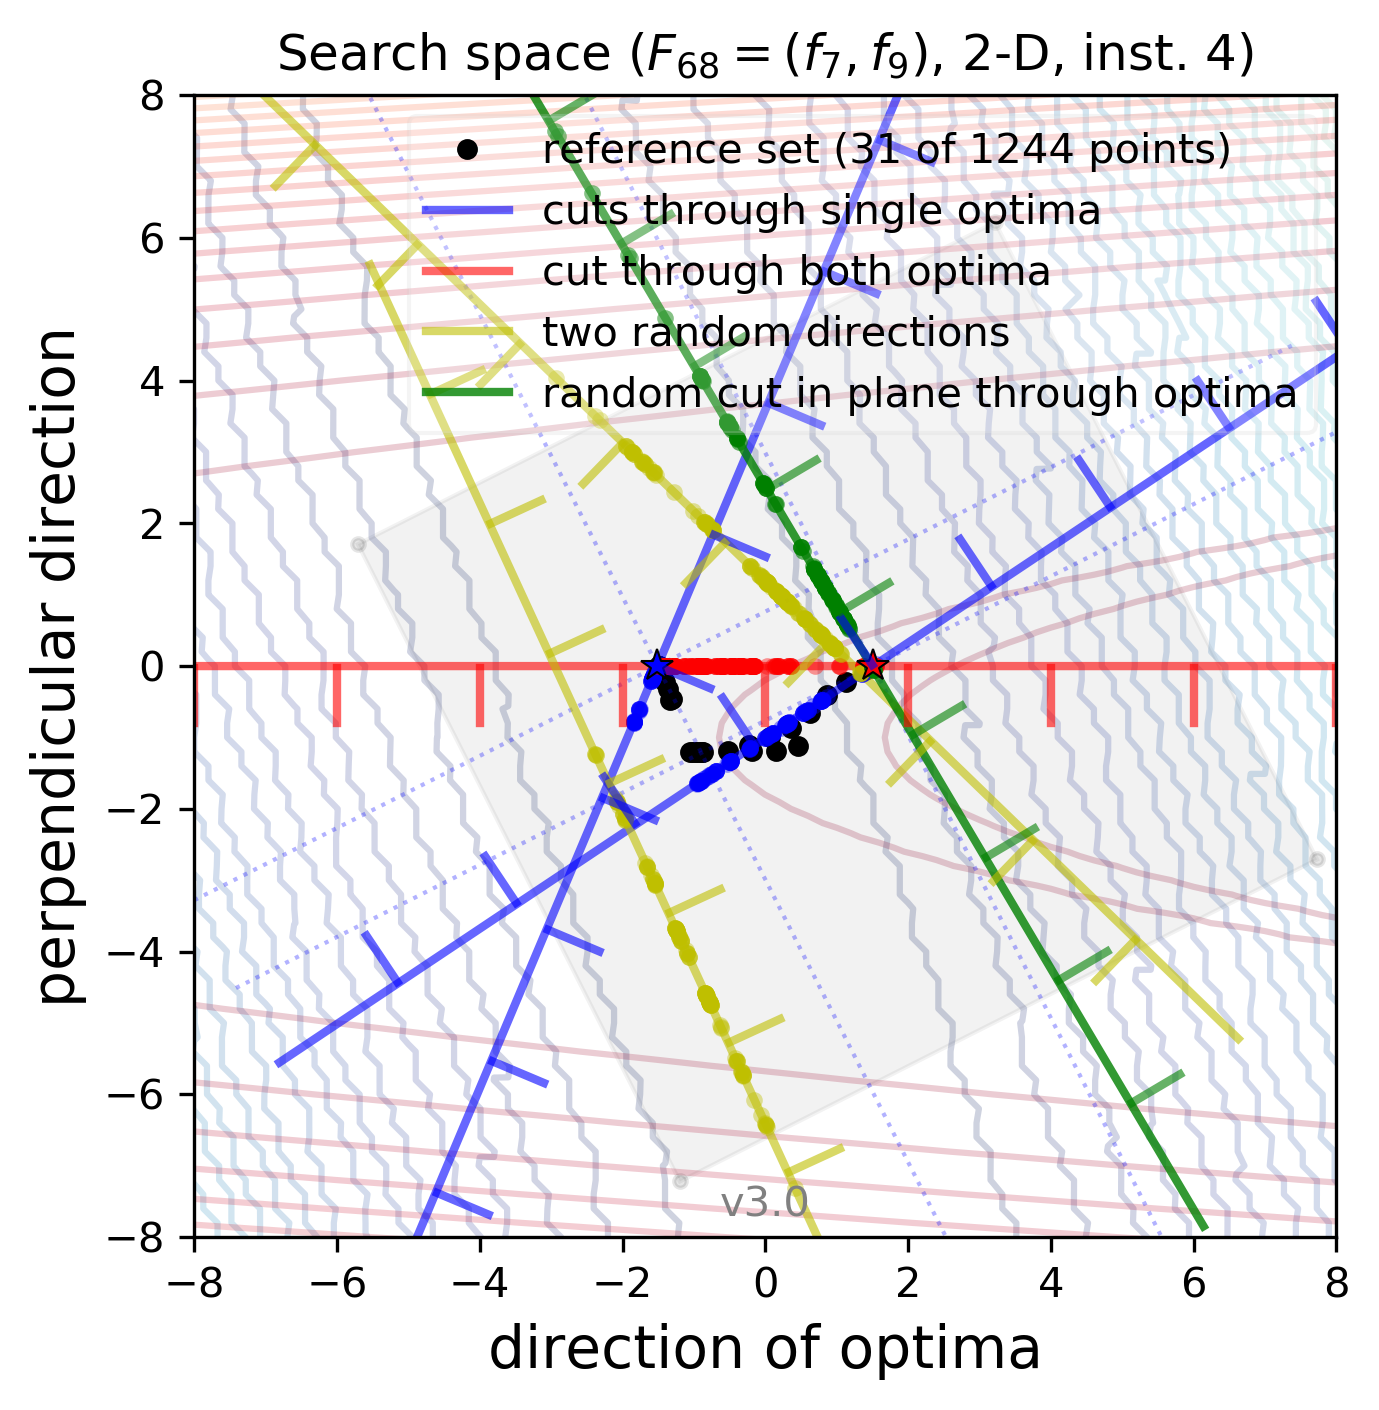 Search space (F₆₈ = (f₇, f₉), 2-D, inst. 4)
reference set (31 of 1244 points)
cuts through single optima
cut through both optima
two random directions
random cut in plane through optima
8
6
4
2
0
−2
−4
−6
−8
perpendicular direction
v3.0
−8 −6 −4 −2 0 2 4 6 8
direction of optima